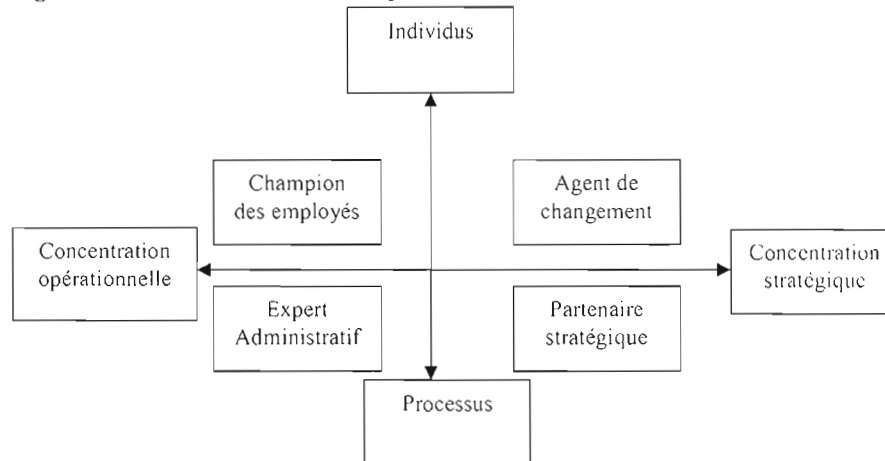 Individus
Champion
des employés
Agent de
changement
Concentration
opérationnelle
Concentration
stratégique
Expert
Administratif
Partenaire
stratégique
Processus